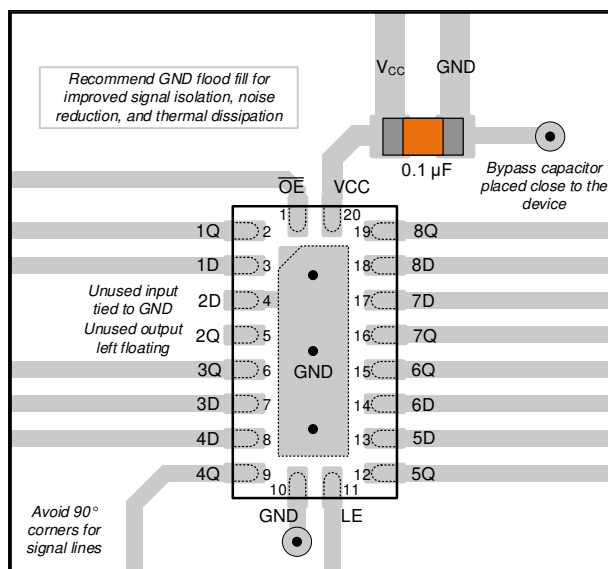 Recommend GND flood fill for
improved signal isolation, noise
reduction, and thermal dissipation
VCC GND
0.1 µF
Bypass capacitor
placed close to the
device
OE VCC
1 20
1Q 2 19 8Q
1D 3 18 8D
Unused input
tied to GND
2D 4 17 7D
Unused output
left floating
2Q 5 16 7Q
3Q 6 GND 15 6Q
3D 7 14 6D
4D 8 13 5D
4Q 9 12 5Q
10 11
GND LE
Avoid 90°
corners for
signal lines